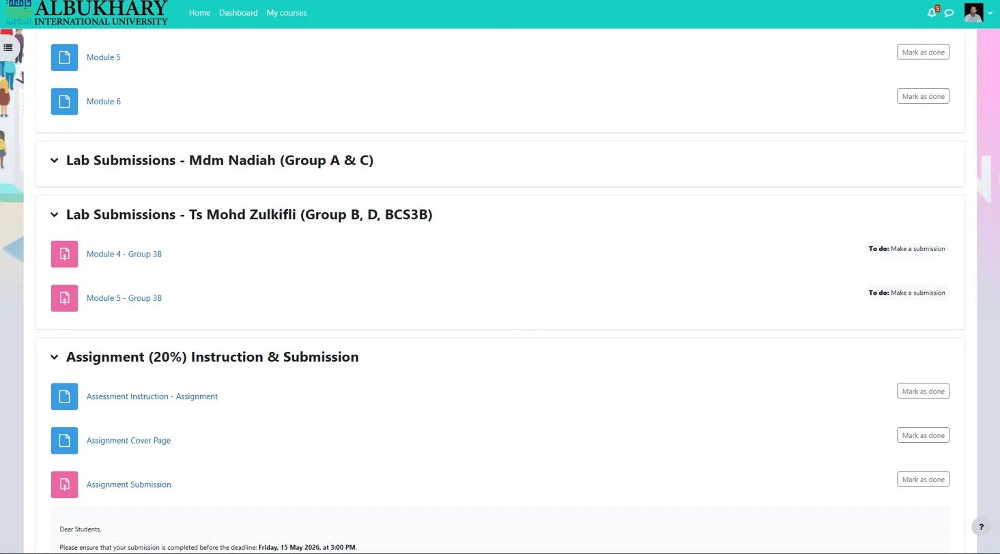 ALBUKHARY
INTERNATIONAL UNIVERSITY
Home Dashboard My courses
5
Module 5
Mark as done
Module 6
Mark as done
Lab Submissions - Mdm Nadiah (Group A & C)
Lab Submissions - Ts Mohd Zulkifli (Group B, D, BCS3B)
Module 4 - Group 3B
To do: Make a submission
Module 5 - Group 3B
To do: Make a submission
Assignment (20%) Instruction & Submission
Assessment Instruction - Assignment
Mark as done
Assignment Cover Page
Mark as done
Assignment Submission
Mark as done
Dear Students,
Please ensure that your submission is completed before the deadline: Friday, 15 May 2026, at 3:00 PM.
?